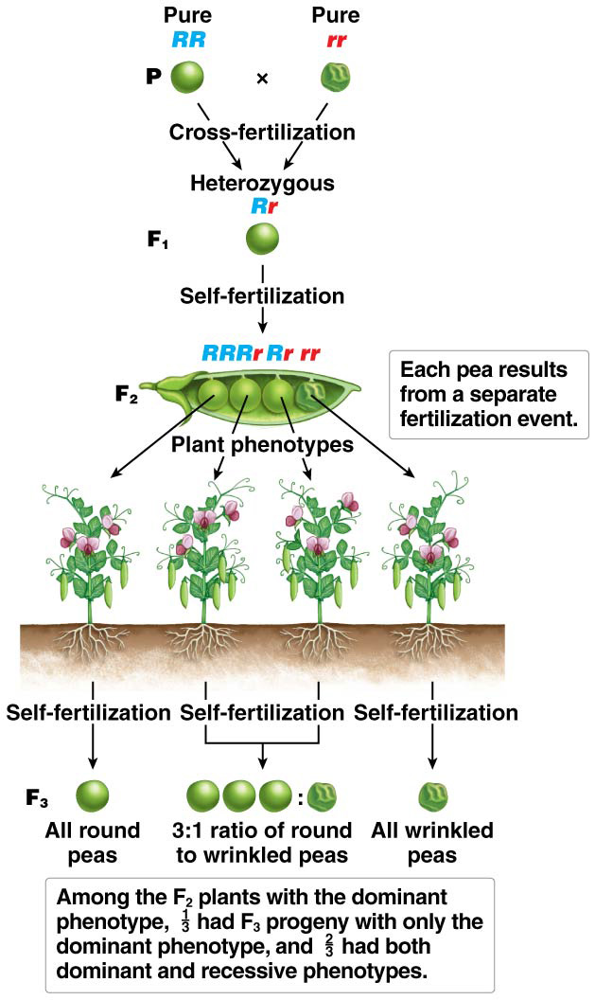 Pure Pure
RR rr
P ×
Cross-fertilization
Heterozygous
Rr
F₁
Self-fertilization
RR Rr Rr rr
F₂
Each pea results
from a separate
fertilization event.
Plant phenotypes
Self-fertilization Self-fertilization Self-fertilization
F₃ :
All round 3:1 ratio of round All wrinkled
peas to wrinkled peas peas
Among the F₂ plants with the dominant
phenotype, 1/3 had F₃ progeny with only the
dominant phenotype, and 2/3 had both
dominant and recessive phenotypes.